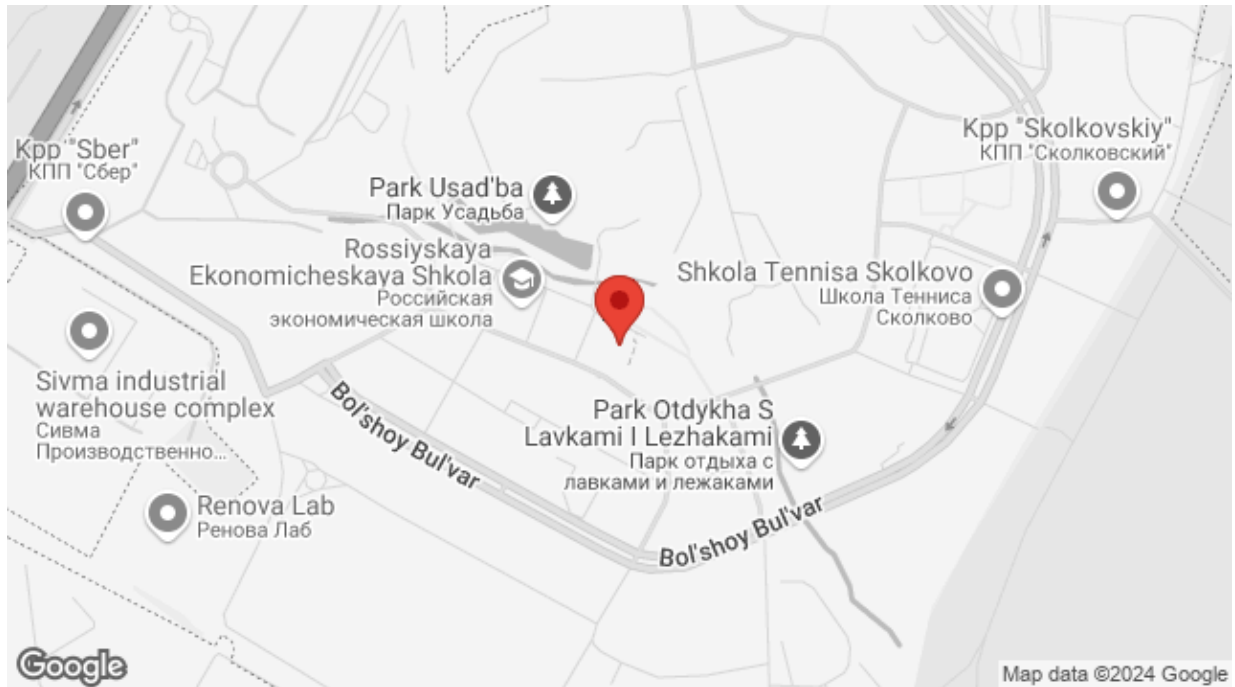 Kpp "Sber"
КПП "Сбер"
Kpp "Skolkovskiy"
КПП "Сколковский"
Park Usad'ba
Парк Усадьба
Rossiyskaya
Ekonomicheskaya Shkola
Российская
экономическая школа
Shkola Tennisa Skolkovo
Школа Тенниса
Сколково
Sivma industrial
warehouse complex
Сивма
Производственно...
Bol'shoy Bul'var
Park Otdykha S
Lavkami I Lezhakami
Парк отдыха с
лавками и лежаками
Renova Lab
Ренова Лаб
Bol'shoy Bul'var
Google
Map data ©2024 Google